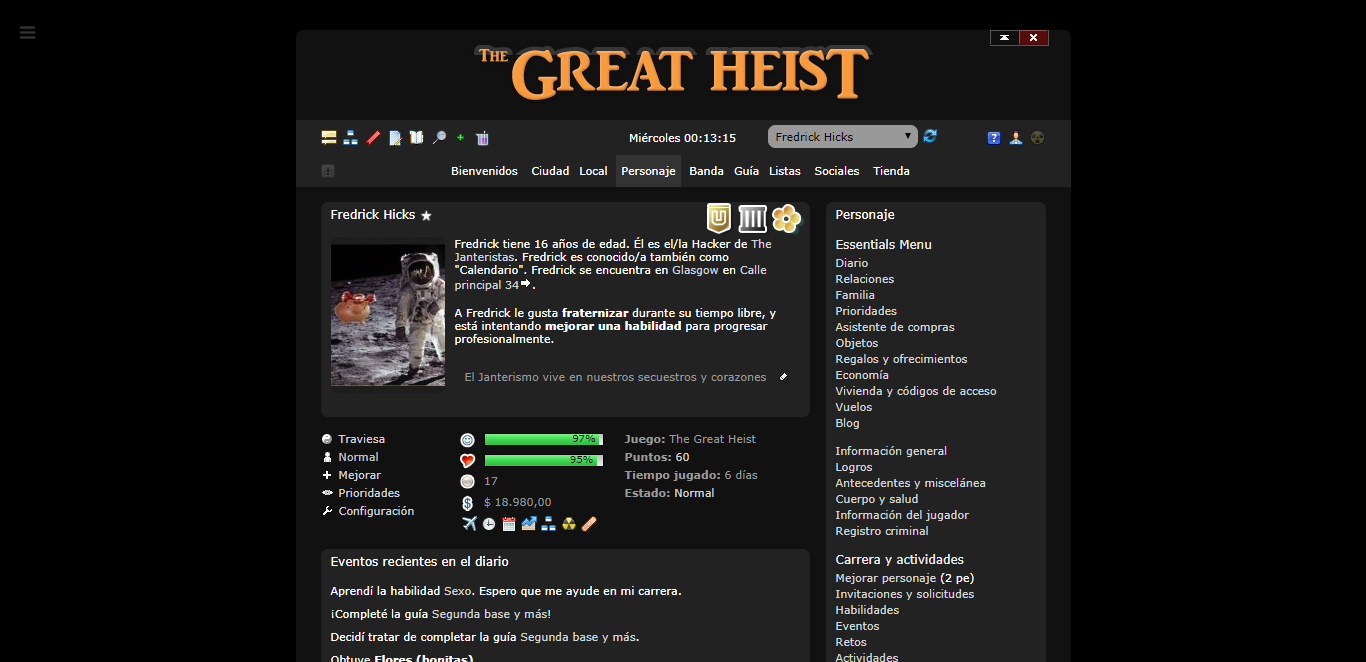 THE GREAT HEIST
Miércoles 00:13:15
Fredrick Hicks
Bienvenidos Ciudad Local Personaje Banda Guía Listas Sociales Tienda
Fredrick Hicks
Fredrick tiene 16 años de edad. Él es el/la Hacker de The
Janteristas. Fredrick es conocido/a también como
"Calendario". Fredrick se encuentra en Glasgow en Calle
principal 34.
A Fredrick le gusta fraternizar durante su tiempo libre, y
está intentando mejorar una habilidad para progresar
profesionalmente.
El Janterismo vive en nuestros secuestros y corazones
Traviesa
Normal
Mejorar
Prioridades
Configuración
97%
95%
17
$ 18.980,00
Juego: The Great Heist
Puntos: 60
Tiempo jugado: 6 días
Estado: Normal
Eventos recientes en el diario
Aprendí la habilidad Sexo. Espero que me ayude en mi carrera.
¡Completé la guía Segunda base y más!
Decidí tratar de completar la guía Segunda base y más.
Obtuve Flores (bonitas)
Personaje
Essentials Menu
Diario
Relaciones
Familia
Prioridades
Asistente de compras
Objetos
Regalos y ofrecimientos
Economía
Vivienda y códigos de acceso
Vuelos
Blog
Información general
Logros
Antecedentes y miscelánea
Cuerpo y salud
Información del jugador
Registro criminal
Carrera y actividades
Mejorar personaje (2 pe)
Invitaciones y solicitudes
Habilidades
Eventos
Retos
Actividades